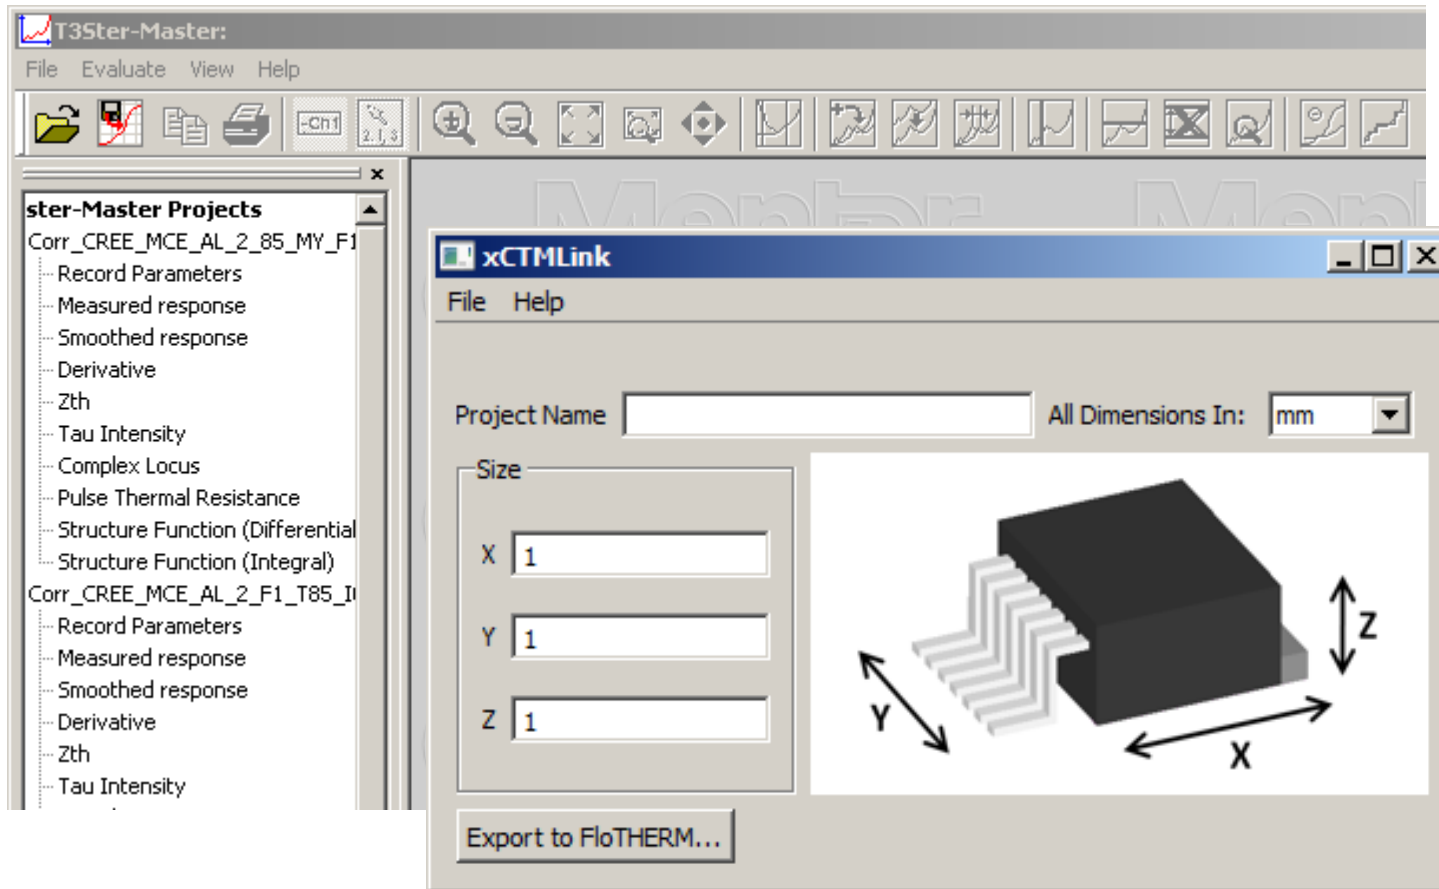 T3Ster-Master:
File Evaluate View Help
-Ch1
2.1,3
ster-Master Projects
Corr_CREE_MCE_AL_2_85_MY_F1
Record Parameters
Measured response
Smoothed response
Derivative
Zth
Tau Intensity
Complex Locus
Pulse Thermal Resistance
Structure Function (Differential
Structure Function (Integral)
Corr_CREE_MCE_AL_2_F1_T85_I
Record Parameters
Measured response
Smoothed response
Derivative
Zth
Tau Intensity
Mentor
xCTMLink
File Help
Project Name
All Dimensions In: mm
Size
X 1
Y 1
Z 1
Z
Y
X
Export to FloTHERM...